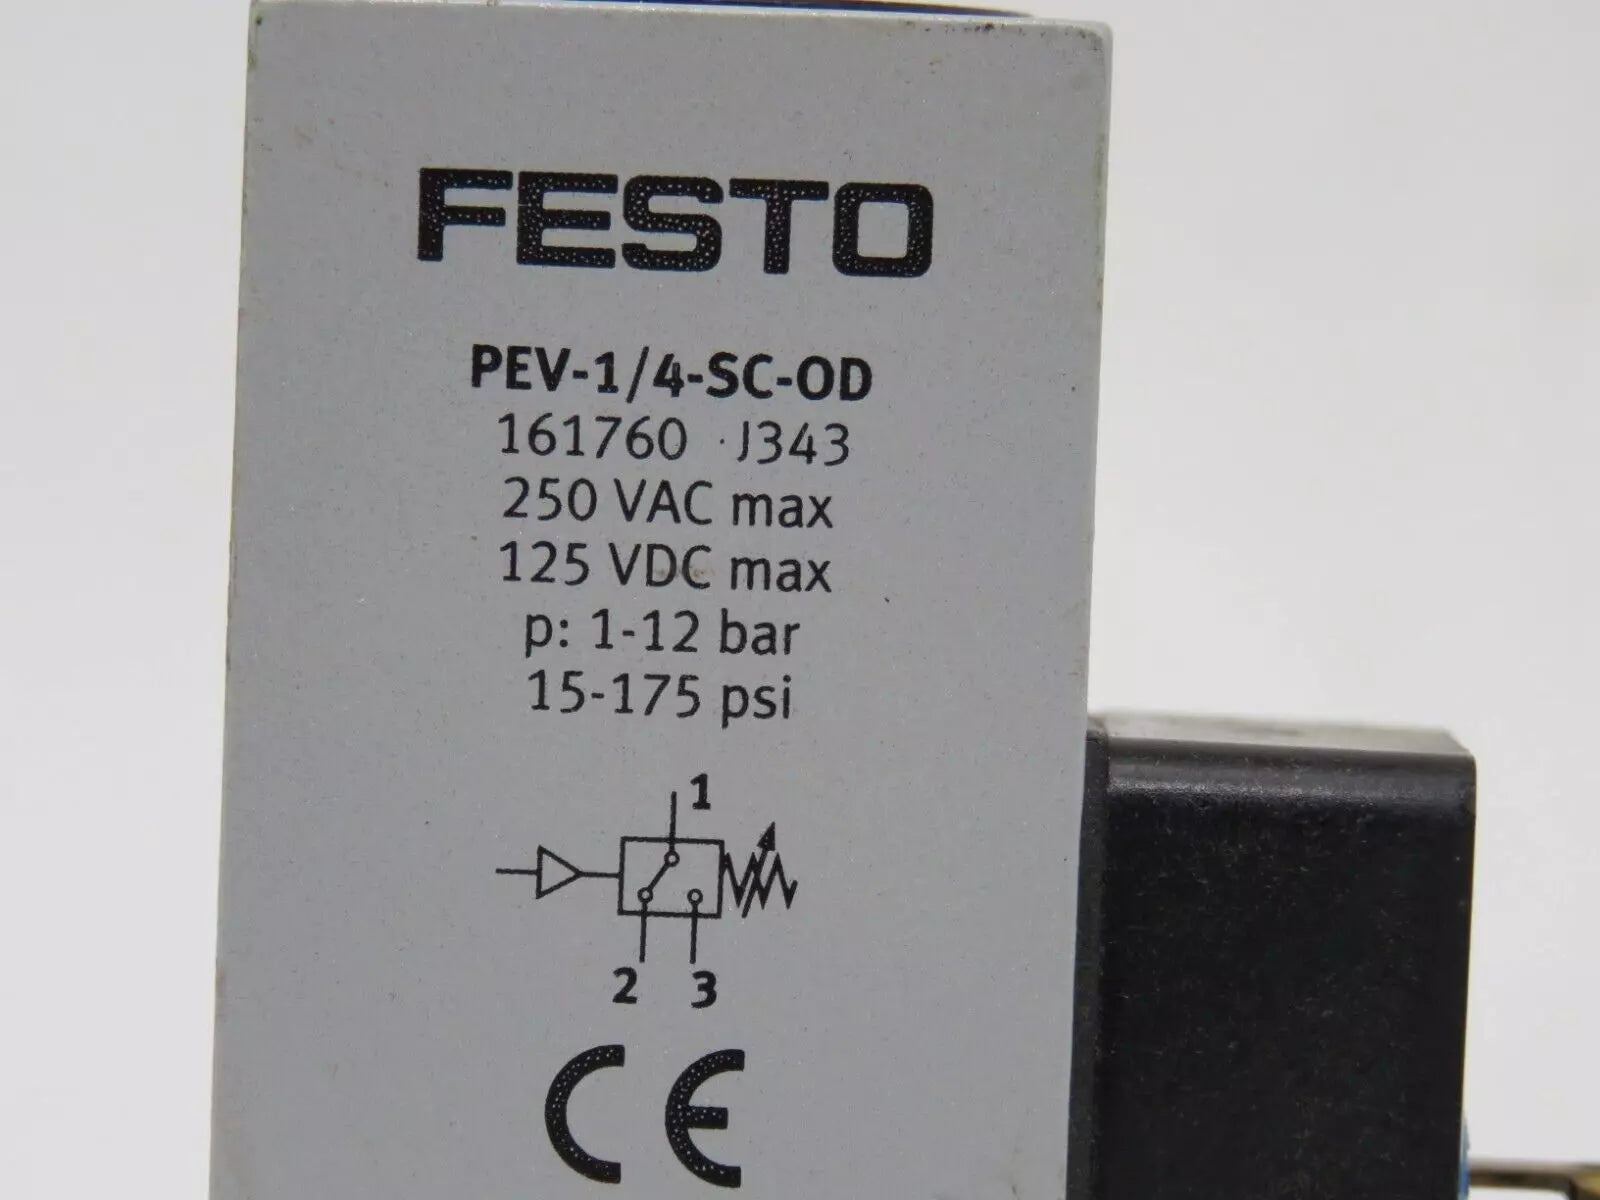 FESTO
PEV-1/4-SC-OD
161760 · J343
250 VAC max
125 VDC max
p: 1-12 bar
15-175 psi
1
2 3
CE